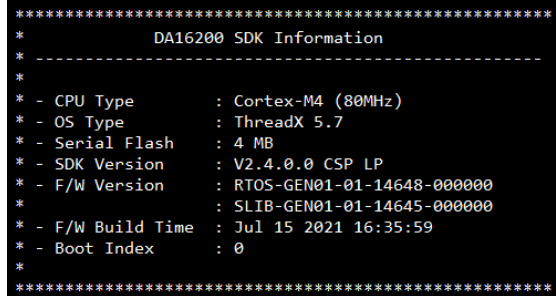 ******************************************************
*             DA16200 SDK Information
* ---------------------------------------------------
*
* - CPU Type        : Cortex-M4 (80MHz)
* - OS Type         : ThreadX 5.7
* - Serial Flash    : 4 MB
* - SDK Version     : V2.4.0.0 CSP LP
* - F/W Version     : RTOS-GEN01-01-14648-000000
*                   : SLIB-GEN01-01-14645-000000
* - F/W Build Time  : Jul 15 2021 16:35:59
* - Boot Index      : 0
*
******************************************************